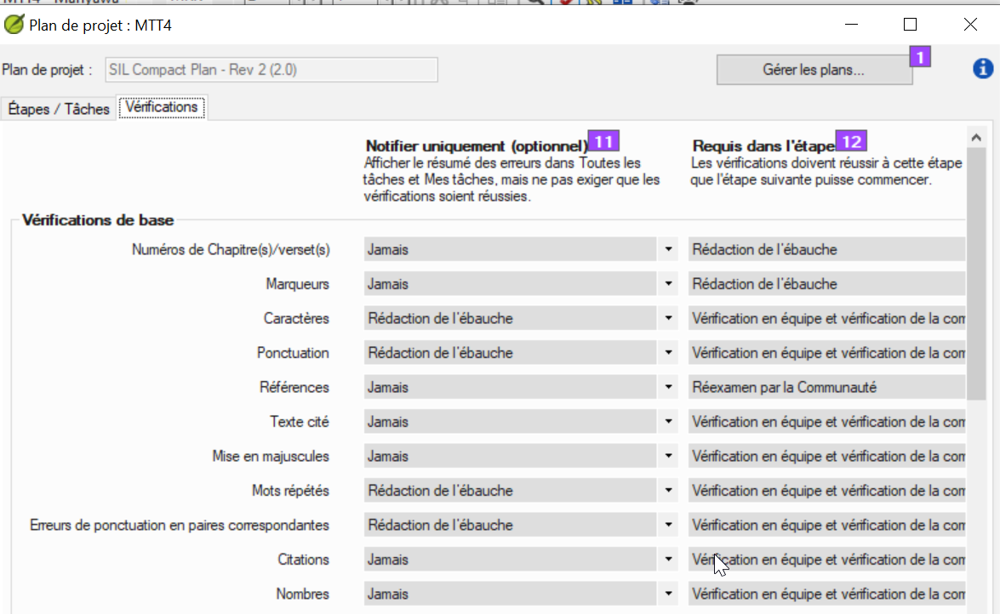 Plan de projet : MTT4
Plan de projet :
SIL Compact Plan - Rev 2 (2.0)
Gérer les plans...
1
Étapes / Tâches
Vérifications
Notifier uniquement (optionnel)
11
Afficher le résumé des erreurs dans Toutes les
tâches et Mes tâches, mais ne pas exiger que les
vérifications soient réussies.
Requis dans l'étape
12
Les vérifications doivent réussir à cette étape
que l'étape suivante puisse commencer.
Vérifications de base
Numéros de Chapitre(s)/verset(s) Jamais Rédaction de l'ébauche
Marqueurs Jamais Rédaction de l'ébauche
Caractères Rédaction de l'ébauche Vérification en équipe et vérification de la com
Ponctuation Rédaction de l'ébauche Vérification en équipe et vérification de la com
Références Jamais Réexamen par la Communauté
Texte cité Jamais Vérification en équipe et vérification de la com
Mise en majuscules Jamais Vérification en équipe et vérification de la com
Mots répétés Rédaction de l'ébauche Vérification en équipe et vérification de la com
Erreurs de ponctuation en paires correspondantes Rédaction de l'ébauche Vérification en équipe et vérification de la com
Citations Jamais Vérification en équipe et vérification de la com
Nombres Jamais Vérification en équipe et vérification de la com